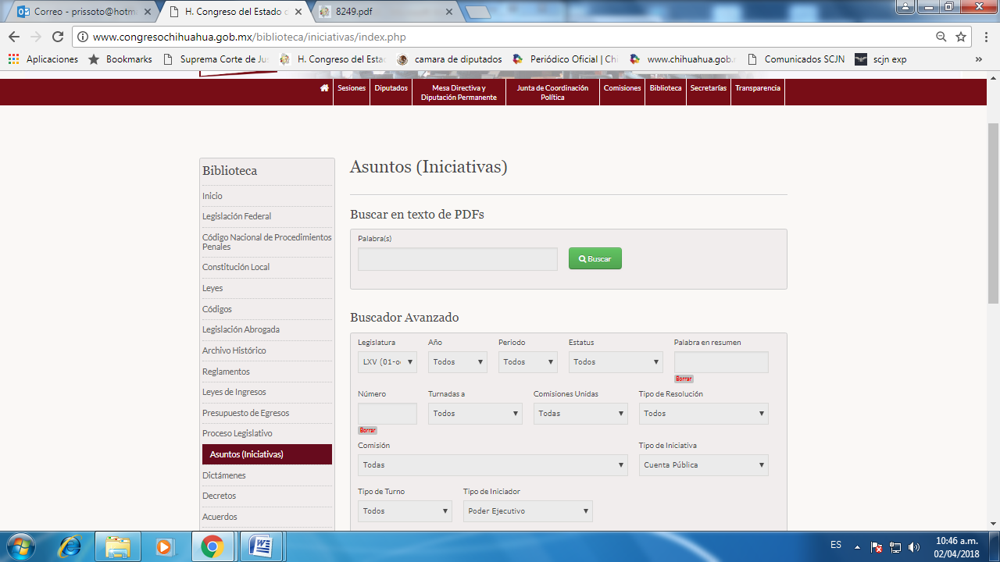 Correo - prissoto@hotm
H. Congreso del Estado
8249.pdf
www.congresochihuahua.gob.mx/biblioteca/iniciativas/index.php
Aplicaciones
Bookmarks
Suprema Corte de Jus
H. Congreso del Esta
camara de diputados
Periódico Oficial | Chi
www.chihuahua.gob.
Comunicados SCJN
scjn exp
»
Sesiones
Diputados
Mesa Directiva y
Diputación Permanente
Junta de Coordinación
Política
Comisiones
Biblioteca
Secretarías
Transparencia
Biblioteca
Inicio
Legislación Federal
Código Nacional de Procedimientos
Penales
Constitución Local
Leyes
Códigos
Legislación Abrogada
Archivo Histórico
Reglamentos
Leyes de Ingresos
Presupuesto de Egresos
Proceso Legislativo
Asuntos (Iniciativas)
Dictámenes
Decretos
Acuerdos
Asuntos (Iniciativas)
Buscar en texto de PDFs
Palabra(s)
Buscar
Buscador Avanzado
Legislatura
Año
Periodo
Estatus
Palabra en resumen
LXV (01-o
Todos
Todos
Todos
Borrar
Número
Turnadas a
Comisiones Unidas
Tipo de Resolución
Todos
Todas
Todos
Borrar
Comisión
Tipo de Iniciativa
Todas
Cuenta Pública
Tipo de Turno
Tipo de Iniciador
Todos
Poder Ejecutivo
ES
10:46 a.m.
02/04/2018